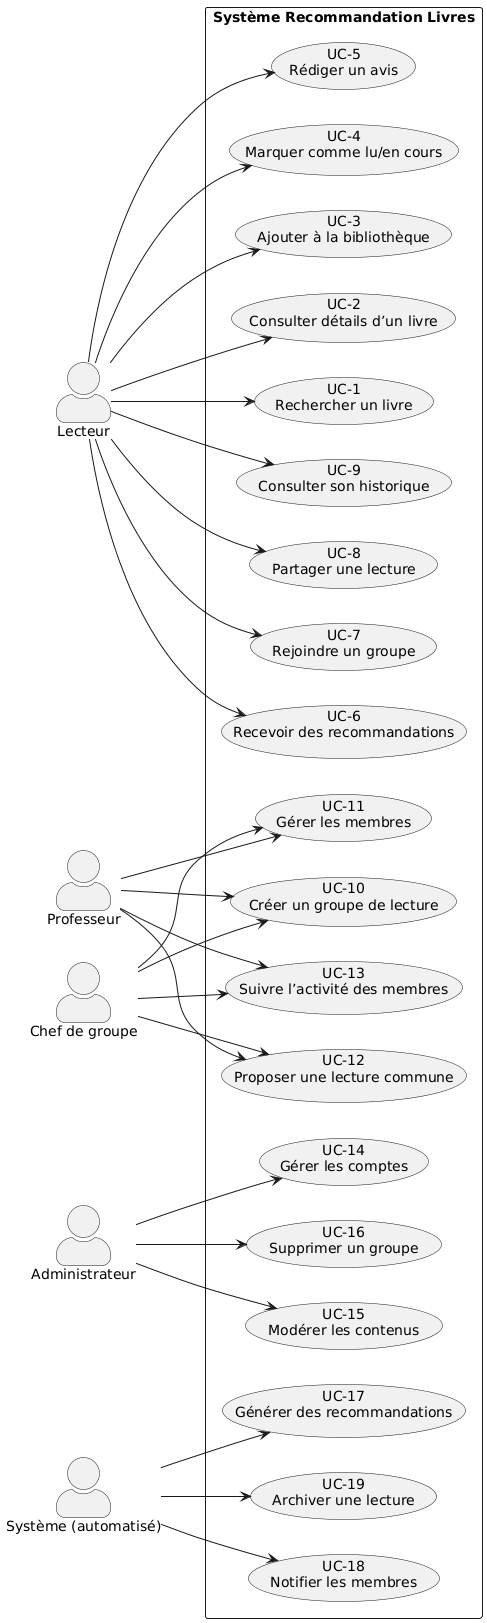 Système Recommandation Livres
UC-5
Rédiger un avis
UC-4
Marquer comme lu/en cours
UC-3
Ajouter à la bibliothèque
UC-2
Consulter détails d’un livre
Lecteur
UC-1
Rechercher un livre
UC-9
Consulter son historique
UC-8
Partager une lecture
UC-7
Rejoindre un groupe
UC-6
Recevoir des recommandations
UC-11
Gérer les membres
Professeur
UC-10
Créer un groupe de lecture
Chef de groupe
UC-13
Suivre l’activité des membres
UC-12
Proposer une lecture commune
UC-14
Gérer les comptes
Administrateur
UC-16
Supprimer un groupe
UC-15
Modérer les contenus
UC-17
Générer des recommandations
Système (automatisé)
UC-19
Archiver une lecture
UC-18
Notifier les membres